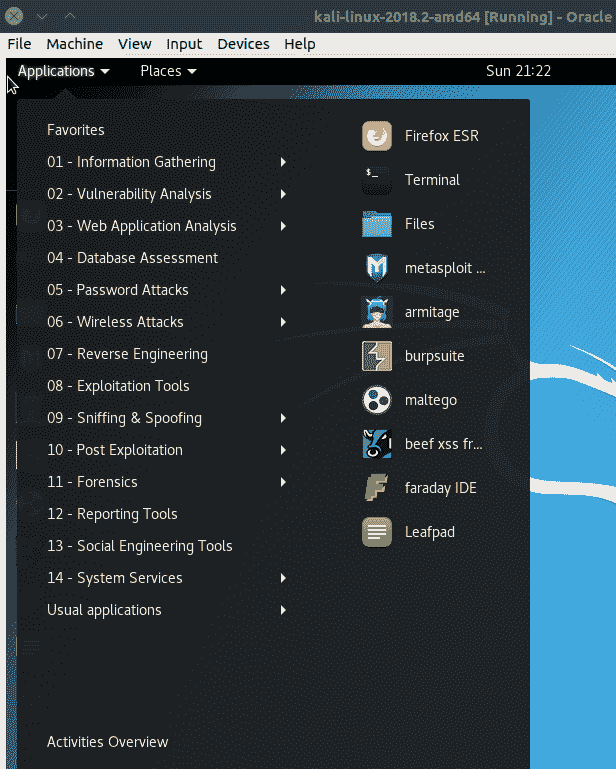 kali-linux-2018.2-amd64 [Running] - Oracle
File Machine View Input Devices Help
Applications Places Sun 21:22
Favorites
01 - Information Gathering
02 - Vulnerability Analysis
03 - Web Application Analysis
04 - Database Assessment
05 - Password Attacks
06 - Wireless Attacks
07 - Reverse Engineering
08 - Exploitation Tools
09 - Sniffing & Spoofing
10 - Post Exploitation
11 - Forensics
12 - Reporting Tools
13 - Social Engineering Tools
14 - System Services
Usual applications
Activities Overview
Firefox ESR
$_
Terminal
Files
metasploit ...
armitage
burpsuite
maltego
beef xss fr...
faraday IDE
Leafpad